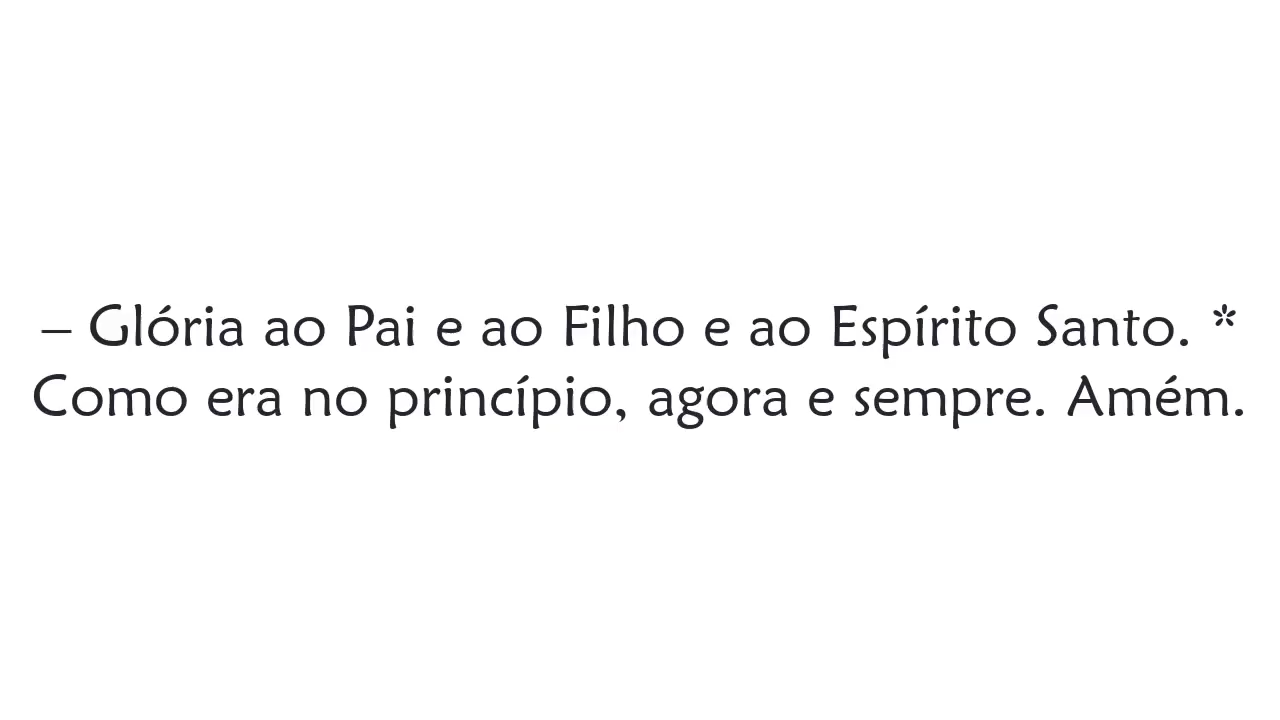 – Glória ao Pai e ao Filho e ao Espírito Santo. *
Como era no princípio, agora e sempre. Amém.